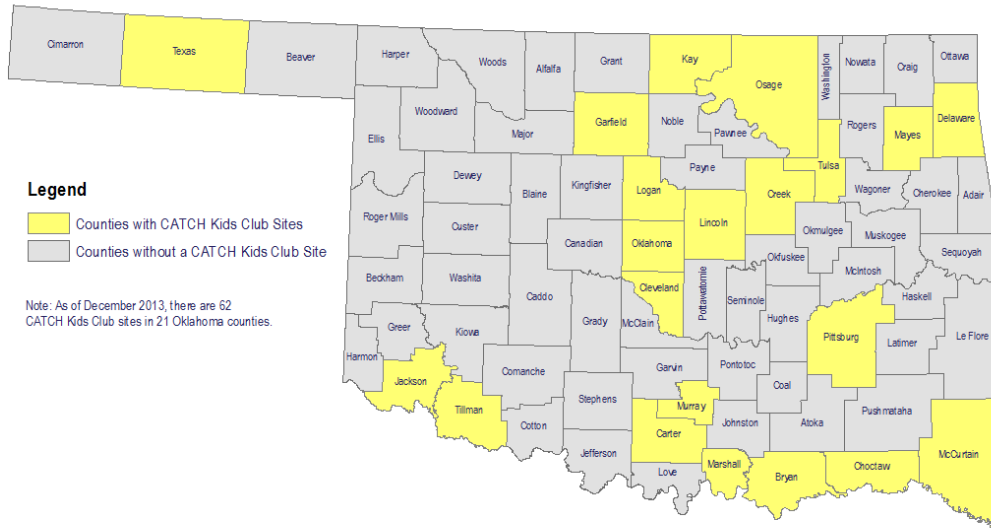 Cimarron
Texas
Beaver
Harper
Woods
Alfalfa
Grant
Kay
Osage
Washington
Nowata
Craig
Ottawa
Woodward
Ellis
Major
Garfield
Noble
Pawnee
Rogers
Mayes
Delaware
Dewey
Blaine
Kingfisher
Logan
Payne
Creek
Tulsa
Wagoner
Cherokee
Adair
Legend
Counties with CATCH Kids Club Sites
Counties without a CATCH Kids Club Site
Roger Mills
Custer
Canadian
Oklahoma
Lincoln
Okmulgee
Muskogee
Okfuskee
Sequoyah
Beckham
Washita
Caddo
Cleveland
Pottawatomie
Seminole
McIntosh
Haskell
Note: As of December 2013, there are 62
CATCH Kids Club sites in 21 Oklahoma counties.
Greer
Kiowa
Grady
McClain
Hughes
Pittsburg
Latimer
Le Flore
Harmon
Jackson
Comanche
Garvin
Pontotoc
Coal
Tillman
Stephens
Murray
Cotton
Carter
Johnston
Atoka
Pushmataha
Jefferson
Love
Marshall
Bryan
Choctaw
McCurtain